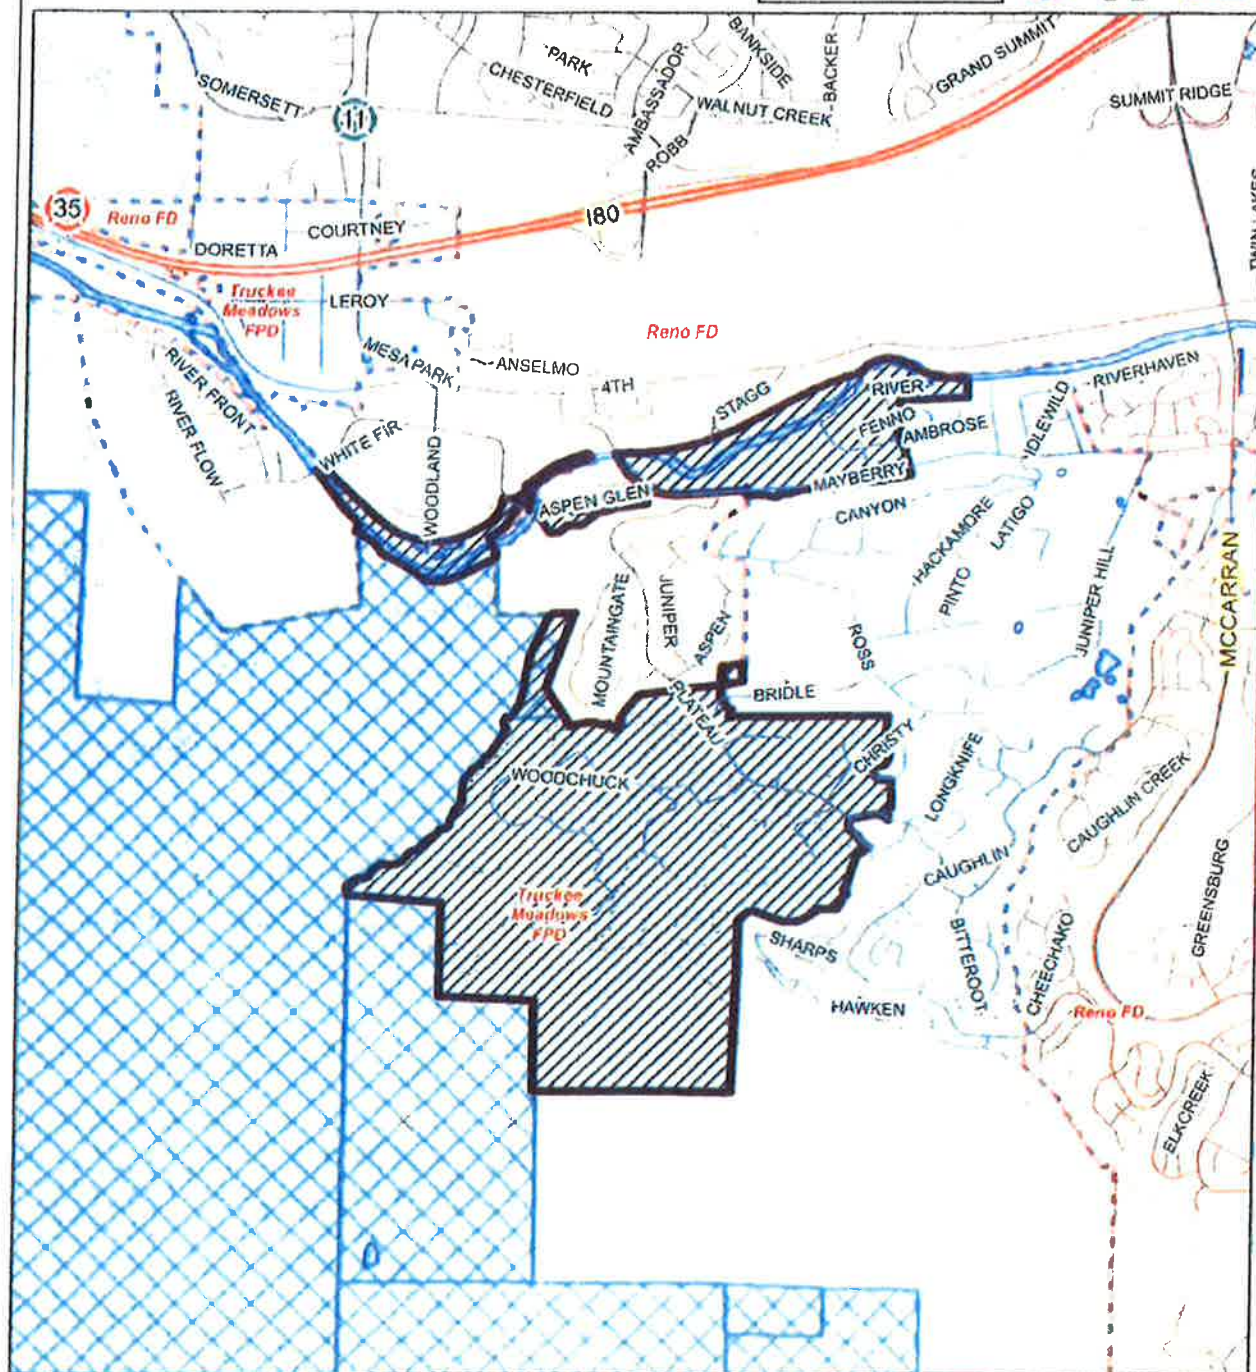 PARK
BANKSIDE
BACKER
GRAND SUMMIT
SOMERSETT
CHESTERFIELD
AMBASSADOR
WALNUT CREEK
SUMMIT RIDGE
11
ROBB
35
Reno FD
COURTNEY
I80
DORETTA
TWIN LAKES
Truckee
Meadows
FPD
LEROY
Reno FD
MESA PARK
ANSELMO
4TH
RIVER FRONT
RIVER FLOW
STAGG
RIVER
RIVERHAVEN
FENNO
AMBROSE
IDLEWILD
WHITE FIR
WOODLAND
ASPEN GLEN
MAYBERRY
CANYON
HACKAMORE
LATIGO
PINTO
JUNIPER HILL
MCCARRAN
MOUNTAINGATE
JUNIPER
ASPEN
ROSS
PLATEAU
BRIDLE
CHRISTY
WOODCHUCK
LONGKNIFE
CAUGHLIN CREEK
CAUGHLIN
GREENSBURG
Truckee
Meadows
FPD
SHARPS
BITTEROOT
CHEECHAKO
HAWKEN
Reno FD
ELKCREEK